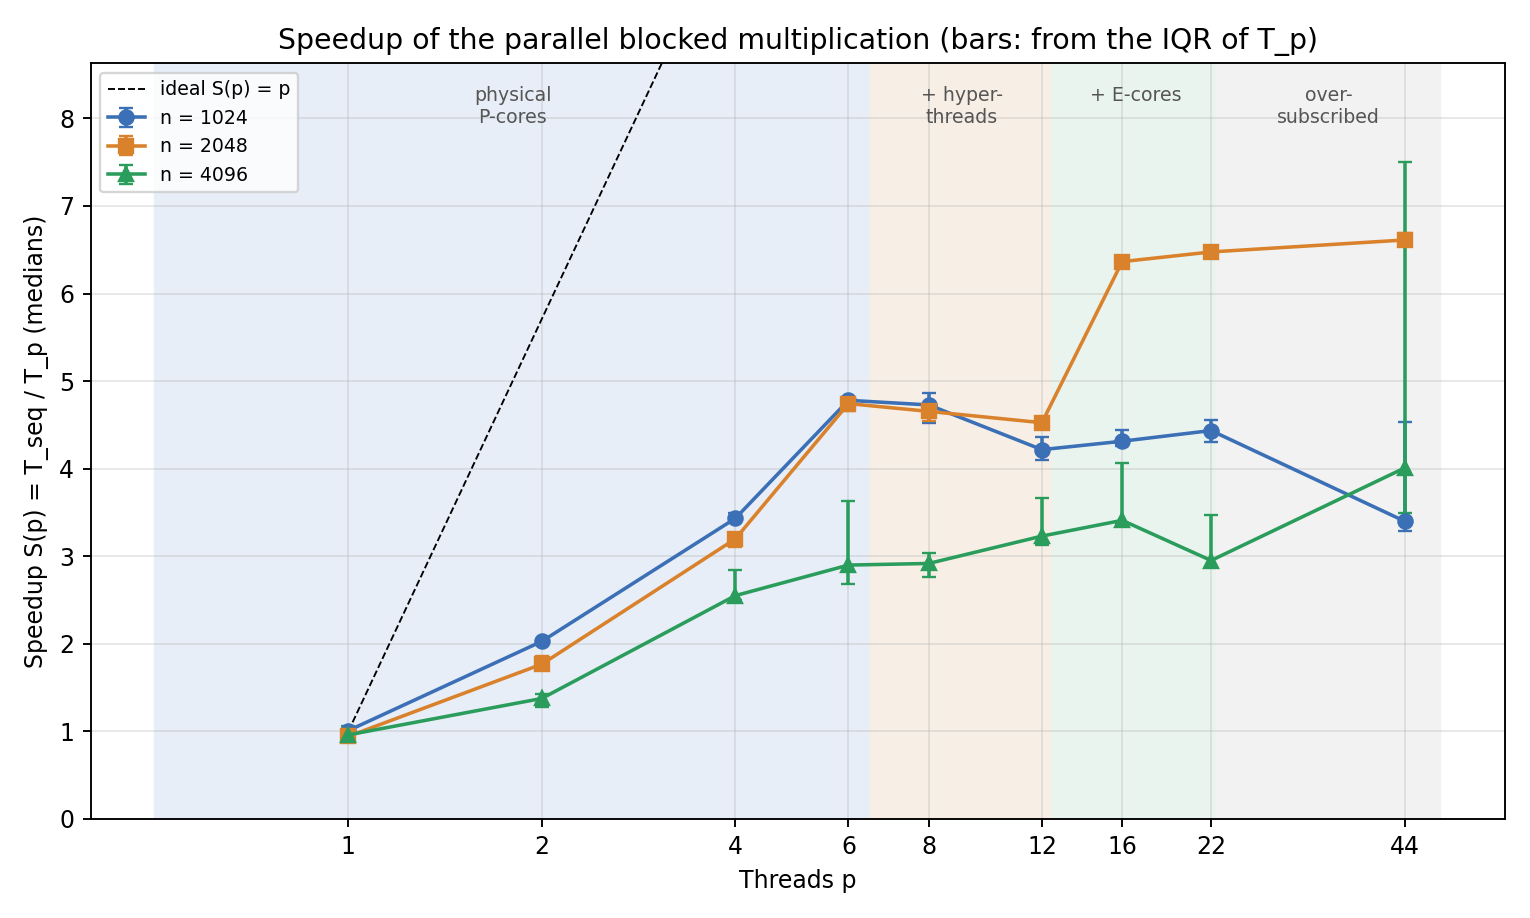 Speedup of the parallel blocked multiplication (bars: from the IQR of T_p)
ideal S(p) = p
n = 1024
n = 2048
n = 4096
physical
P-cores
+ hyper-
threads
+ E-cores
over-
subscribed
Speedup S(p) = T_seq / T_p (medians)
8
7
6
5
4
3
2
1
0
1 2 4 6 8 12 16 22 44
Threads p